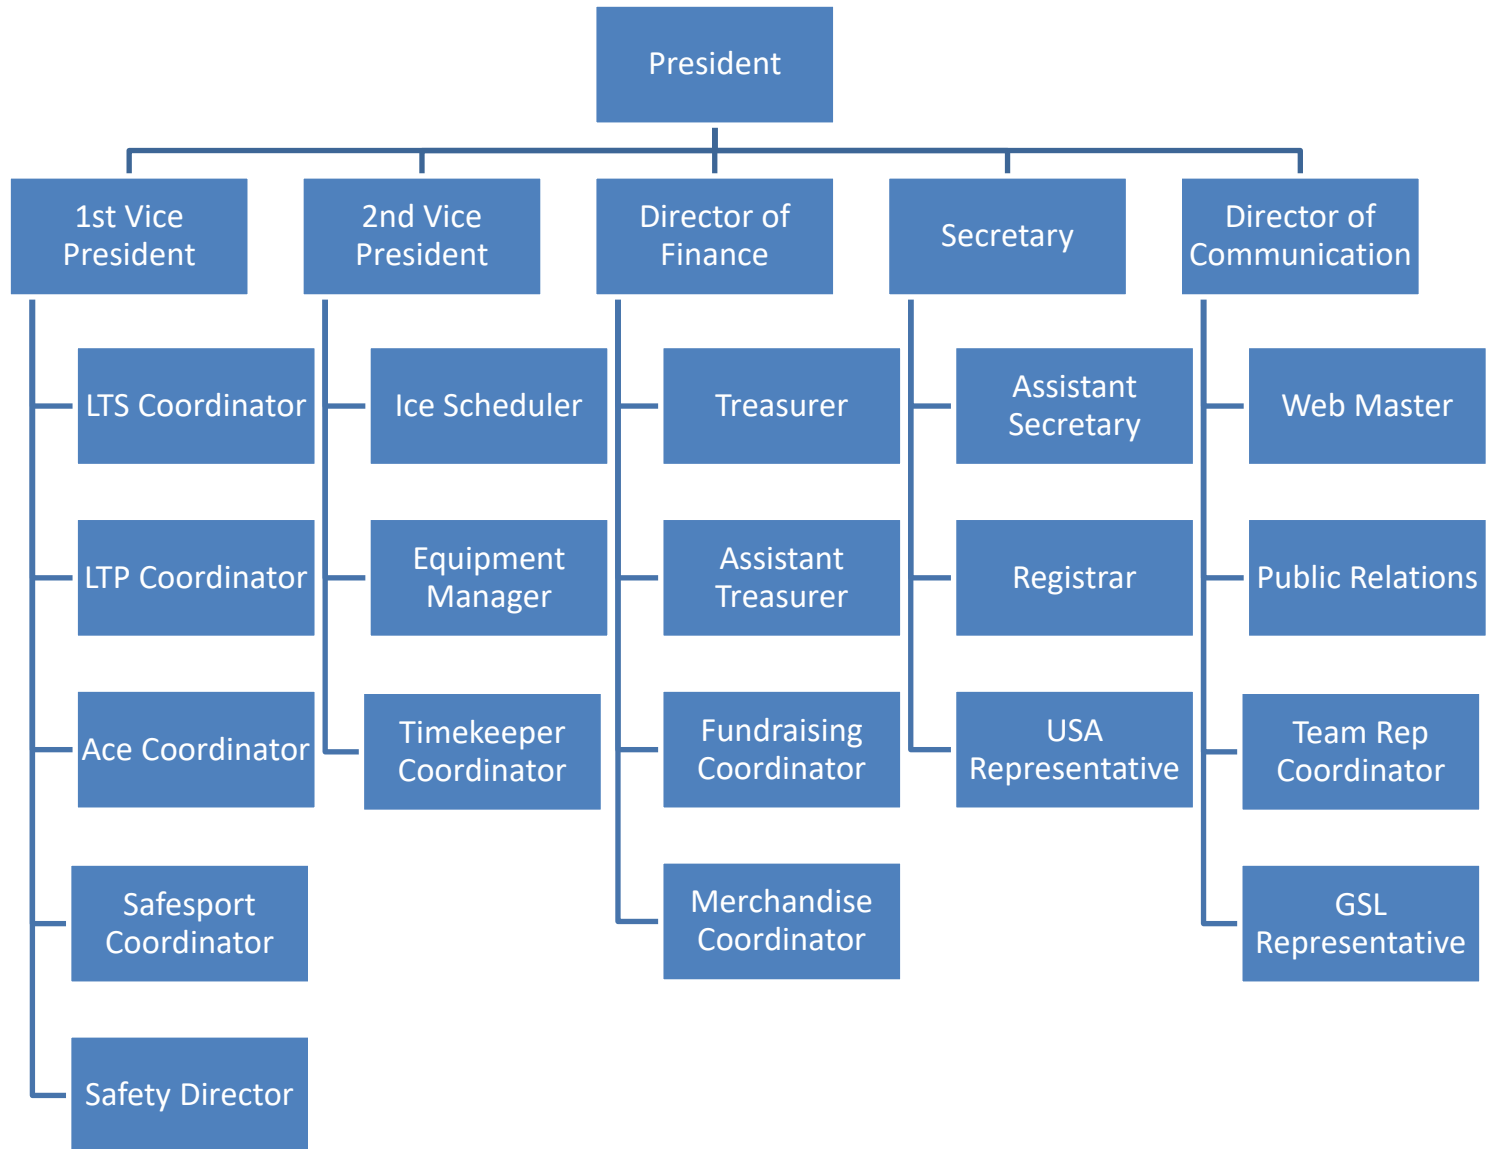 President
1st Vice
President
2nd Vice
President
Director of
Finance
Secretary
Director of
Communication
LTS Coordinator
Ice Scheduler
Treasurer
Assistant
Secretary
Web Master
LTP Coordinator
Equipment
Manager
Assistant
Treasurer
Registrar
Public Relations
Ace Coordinator
Timekeeper
Coordinator
Fundraising
Coordinator
USA
Representative
Team Rep
Coordinator
Safesport
Coordinator
Merchandise
Coordinator
GSL
Representative
Safety Director